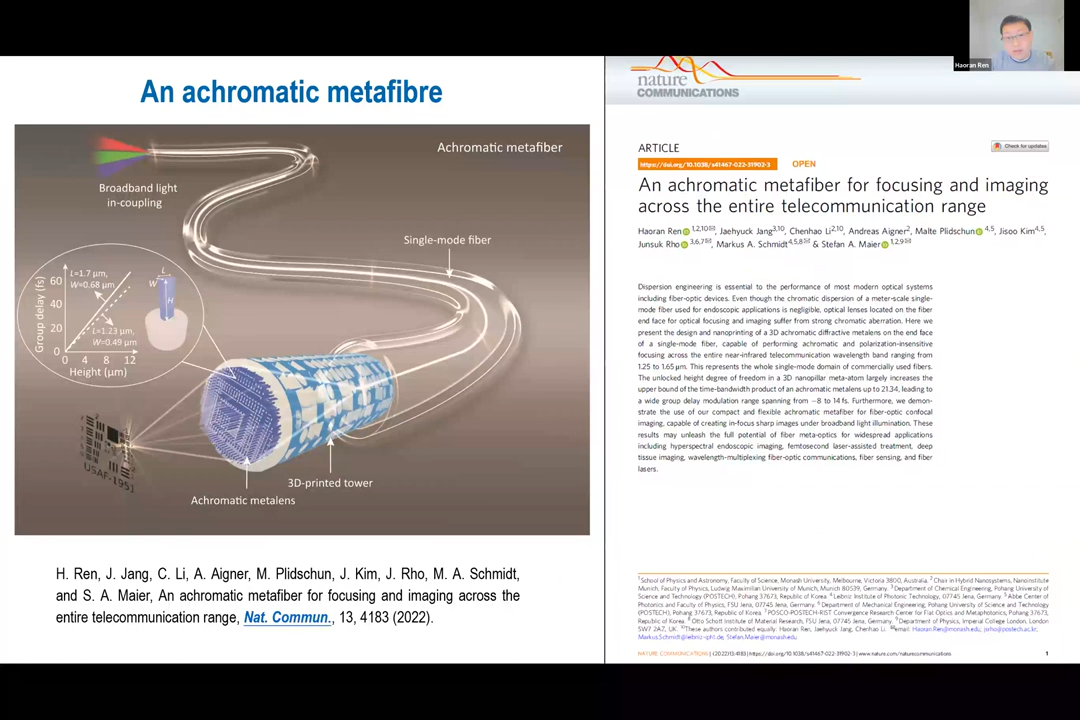 Haoran Ren
An achromatic metafibre
Achromatic metafiber
Broadband light
in-coupling
Single-mode fiber
Group delay (fs)
60
40
20
0
L=1.7 µm,
W=0.68 µm
L=1.23 µm,
W=0.49 µm
0 4 8 12
Height (µm)
L
W
H
USAF-1951
3D-printed tower
Achromatic metalens
H. Ren, J. Jang, C. Li, A. Aigner, M. Plidschun, J. Kim, J. Rho, M. A. Schmidt,
and S. A. Maier, An achromatic metafiber for focusing and imaging across the
entire telecommunication range, Nat. Commun., 13, 4183 (2022).
nature
COMMUNICATIONS
ARTICLE
Check for updates
https://doi.org/10.1038/s41467-022-31902-3 OPEN
An achromatic metafiber for focusing and imaging
across the entire telecommunication range
Haoran Ren 1,2,10✉, Jaehyuck Jang3,10, Chenhao Li2,10, Andreas Aigner2, Malte Plidschun 4,5, Jisoo Kim4,5,
Junsuk Rho 3,6,7✉, Markus A. Schmidt4,5,8✉ & Stefan A. Maier 1,2,9✉
Dispersion engineering is essential to the performance of most modern optical systems
including fiber-optic devices. Even though the chromatic dispersion of a meter-scale single-
mode fiber used for endoscopic applications is negligible, optical lenses located on the fiber
end face for optical focusing and imaging suffer from strong chromatic aberration. Here we
present the design and nanoprinting of a 3D achromatic diffractive metalens on the end face
of a single-mode fiber, capable of performing achromatic and polarization-insensitive
focusing across the entire near-infrared telecommunication wavelength band ranging from
1.25 to 1.65 µm. This represents the whole single-mode domain of commercially used fibers.
The unlocked height degree of freedom in a 3D nanopillar meta-atom largely increases the
upper bound of the time-bandwidth product of an achromatic metalens up to 21.34, leading to
a wide group delay modulation range spanning from −8 to 14 fs. Furthermore, we demon-
strate the use of our compact and flexible achromatic metafiber for fiber-optic confocal
imaging, capable of creating in-focus sharp images under broadband light illumination. These
results may unleash the full potential of fiber meta-optics for widespread applications
including hyperspectral endoscopic imaging, femtosecond laser-assisted treatment, deep
tissue imaging, wavelength-multiplexing fiber-optic communications, fiber sensing, and fiber
lasers.
1 School of Physics and Astronomy, Faculty of Science, Monash University, Melbourne, Victoria 3800, Australia. 2 Chair in Hybrid Nanosystems, Nanoinstitute
Munich, Faculty of Physics, Ludwig Maximilian University of Munich, Munich 80539, Germany. 3 Department of Chemical Engineering, Pohang University of
Science and Technology (POSTECH), Pohang 37673, Republic of Korea. 4 Leibniz Institute of Photonic Technology, 07745 Jena, Germany. 5 Abbe Center of
Photonics and Faculty of Physics, FSU Jena, 07745 Jena, Germany. 6 Department of Mechanical Engineering, Pohang University of Science and Technology
(POSTECH), Pohang 37673, Republic of Korea. 7 POSCO-POSTECH-RIST Convergence Research Center for Flat Optics and Metaphotonics, Pohang 37673,
Republic of Korea. 8 Otto Schott Institute of Material Research, FSU Jena, 07745 Jena, Germany. 9 Department of Physics, Imperial College London, London
SW7 2AZ, UK. 10These authors contributed equally: Haoran Ren, Jaehyuck Jang, Chenhao Li. ✉email: Haoran.Ren@monash.edu; jsrho@postech.ac.kr;
Markus.Schmidt@leibniz-ipht.de; Stefan.Maier@monash.edu
NATURE COMMUNICATIONS | (2022)13:4183 | https://doi.org/10.1038/s41467-022-31902-3 | www.nature.com/naturecommunications 1